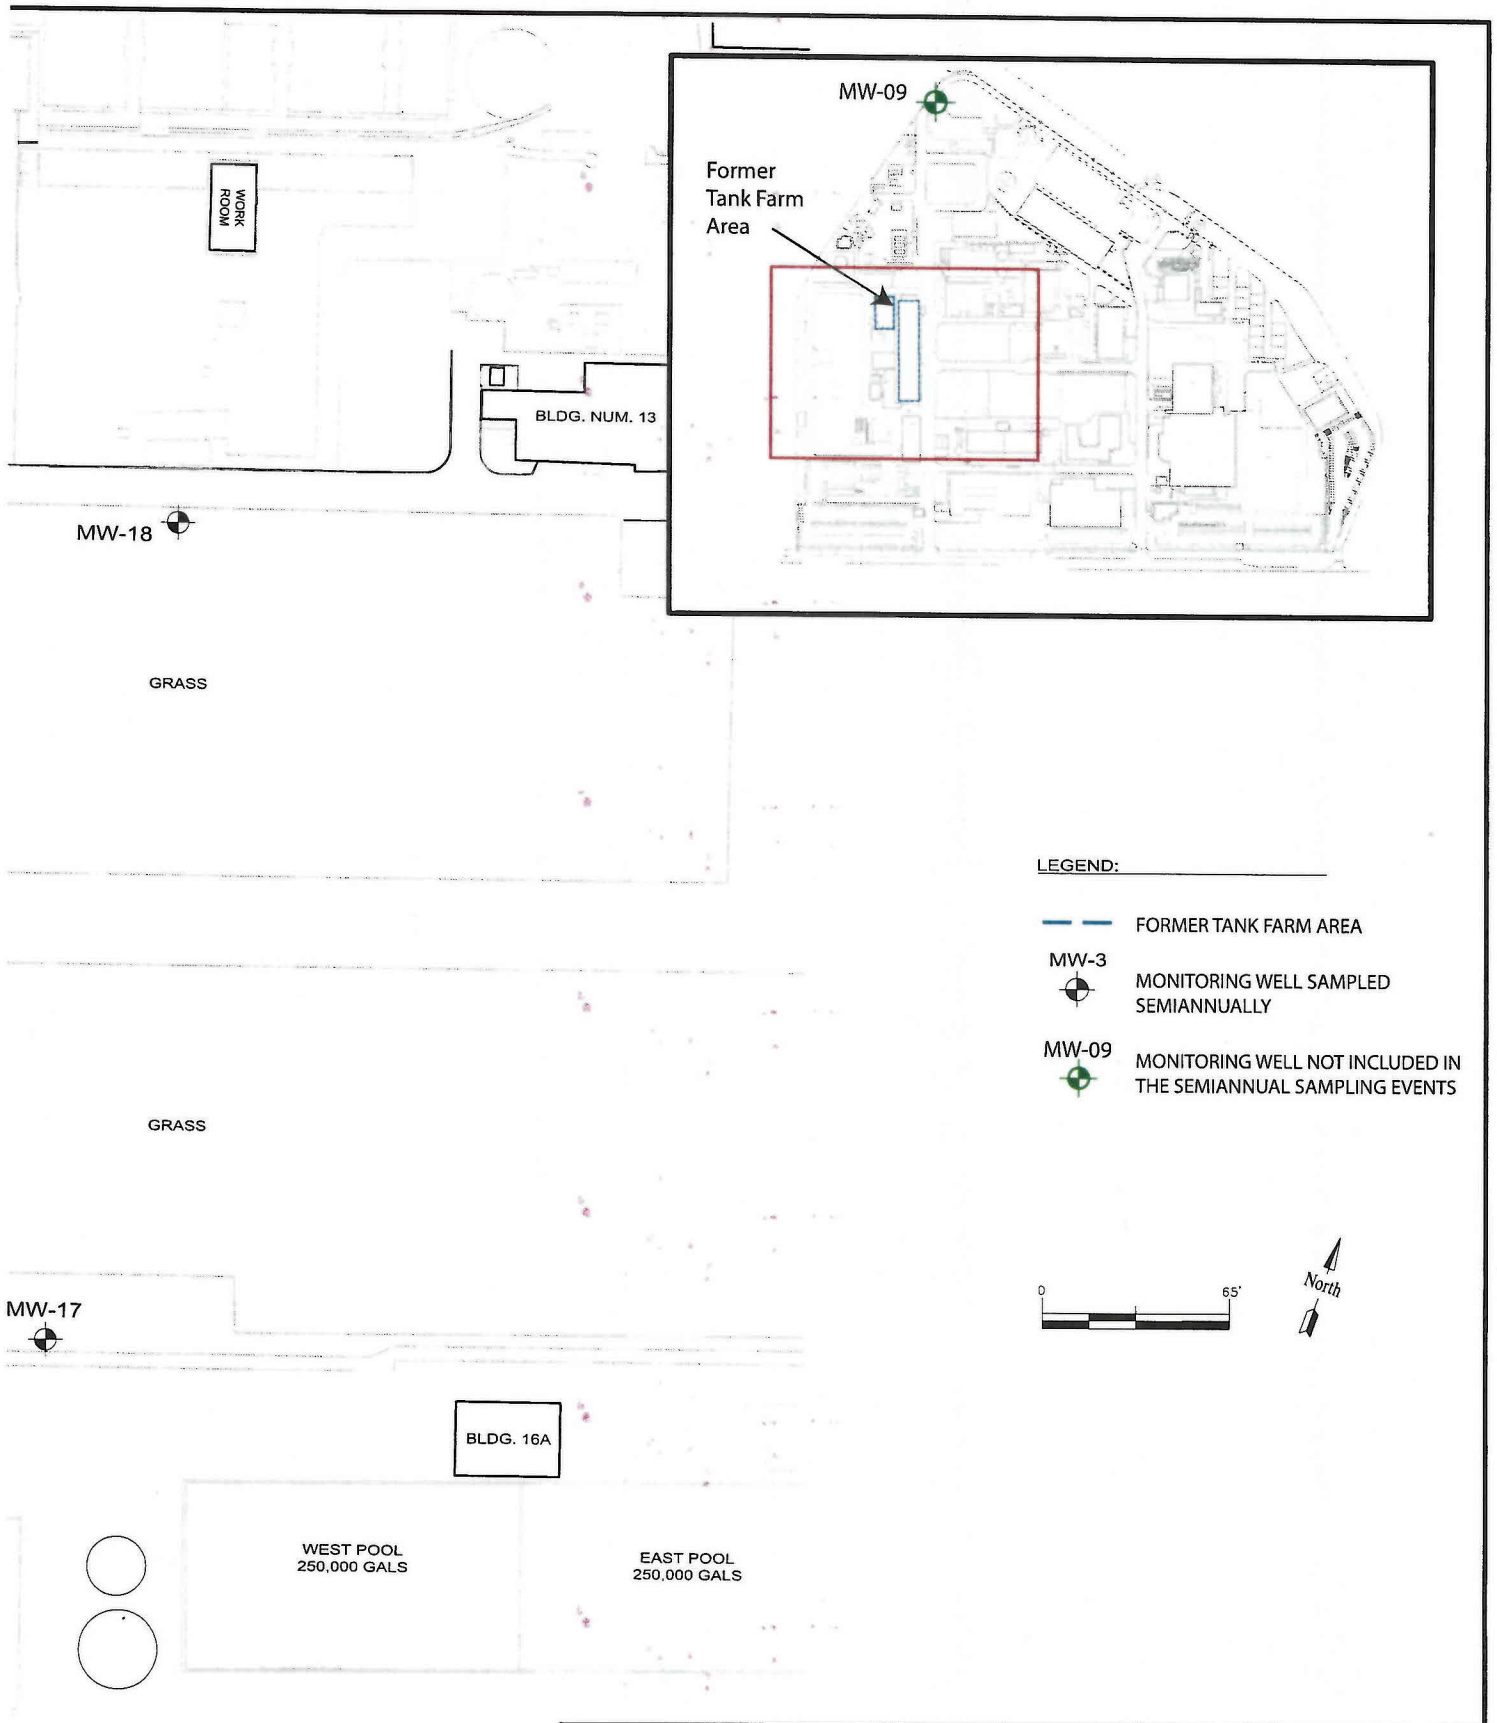 MW-09
Former
Tank Farm
Area
WORK
ROOM
BLDG. NUM. 13
MW-18
GRASS
LEGEND:
FORMER TANK FARM AREA
MW-3
MONITORING WELL SAMPLED
SEMIANNUALLY
MW-09
MONITORING WELL NOT INCLUDED IN
THE SEMIANNUAL SAMPLING EVENTS
GRASS
0
65'
North
MW-17
BLDG. 16A
WEST POOL
250,000 GALS
EAST POOL
250,000 GALS